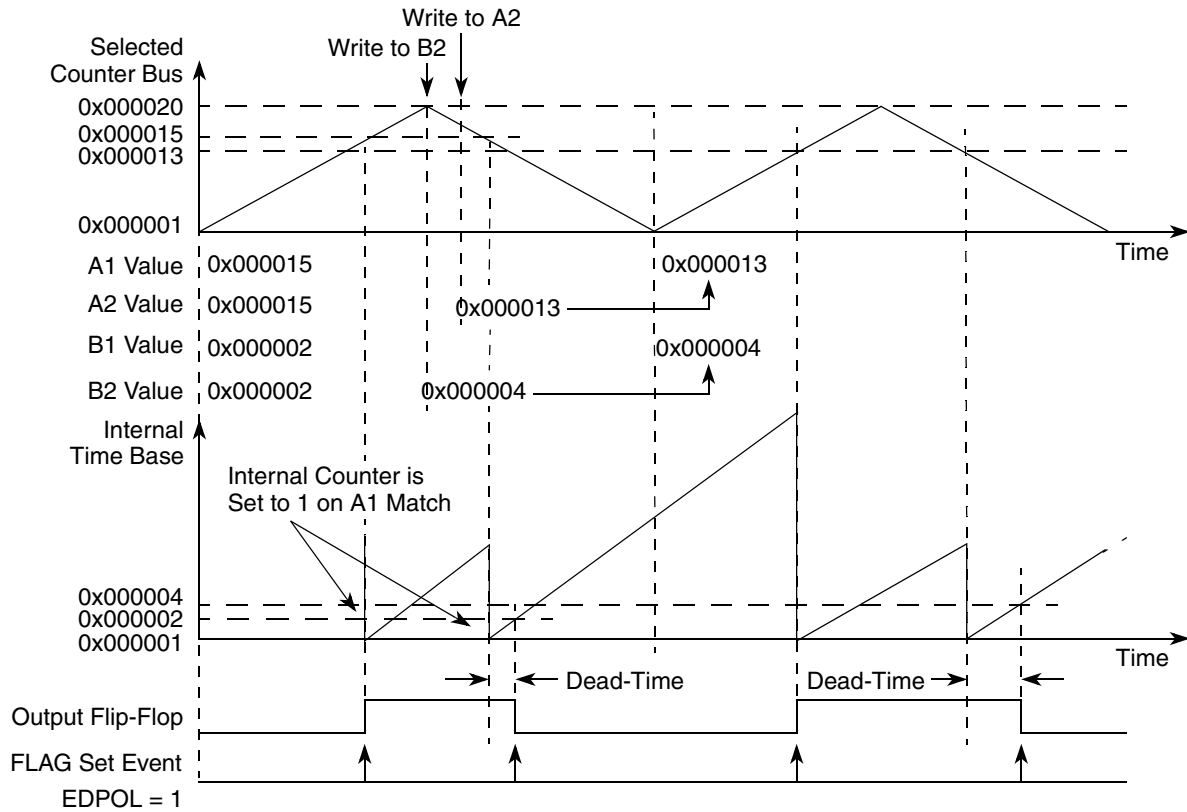 Write to A2
Write to B2
Selected
Counter Bus
0x000020
0x000015
0x000013
0x000001
Time
A1 Value 0x000015 0x000013
A2 Value 0x000015 0x000013
B1 Value 0x000002 0x000004
B2 Value 0x000002 0x000004
Internal
Time Base
Internal Counter is
Set to 1 on A1 Match
0x000004
0x000002
0x000001
Time
Dead-Time Dead-Time
Output Flip-Flop
FLAG Set Event
EDPOL = 1